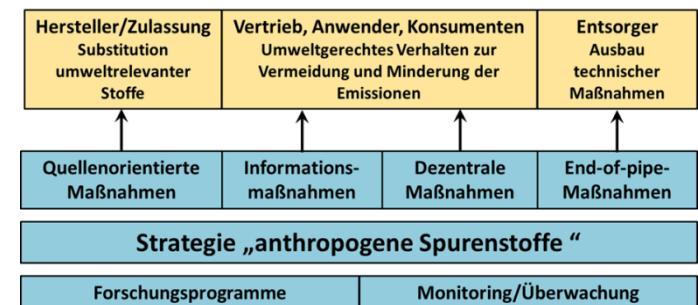 Hersteller/Zulassung
Substitution
umweltrelevanter
Stoffe
Vertrieb, Anwender, Konsumenten
Umweltgerechtes Verhalten zur
Vermeidung und Minderung der
Emissionen
Entsorger
Ausbau
technischer
Maßnahmen
Quellenorientierte
Maßnahmen
Informations-
maßnahmen
Dezentrale
Maßnahmen
End-of-pipe-
Maßnahmen
Strategie „anthropogene Spurenstoffe “
Forschungsprogramme
Monitoring/Überwachung